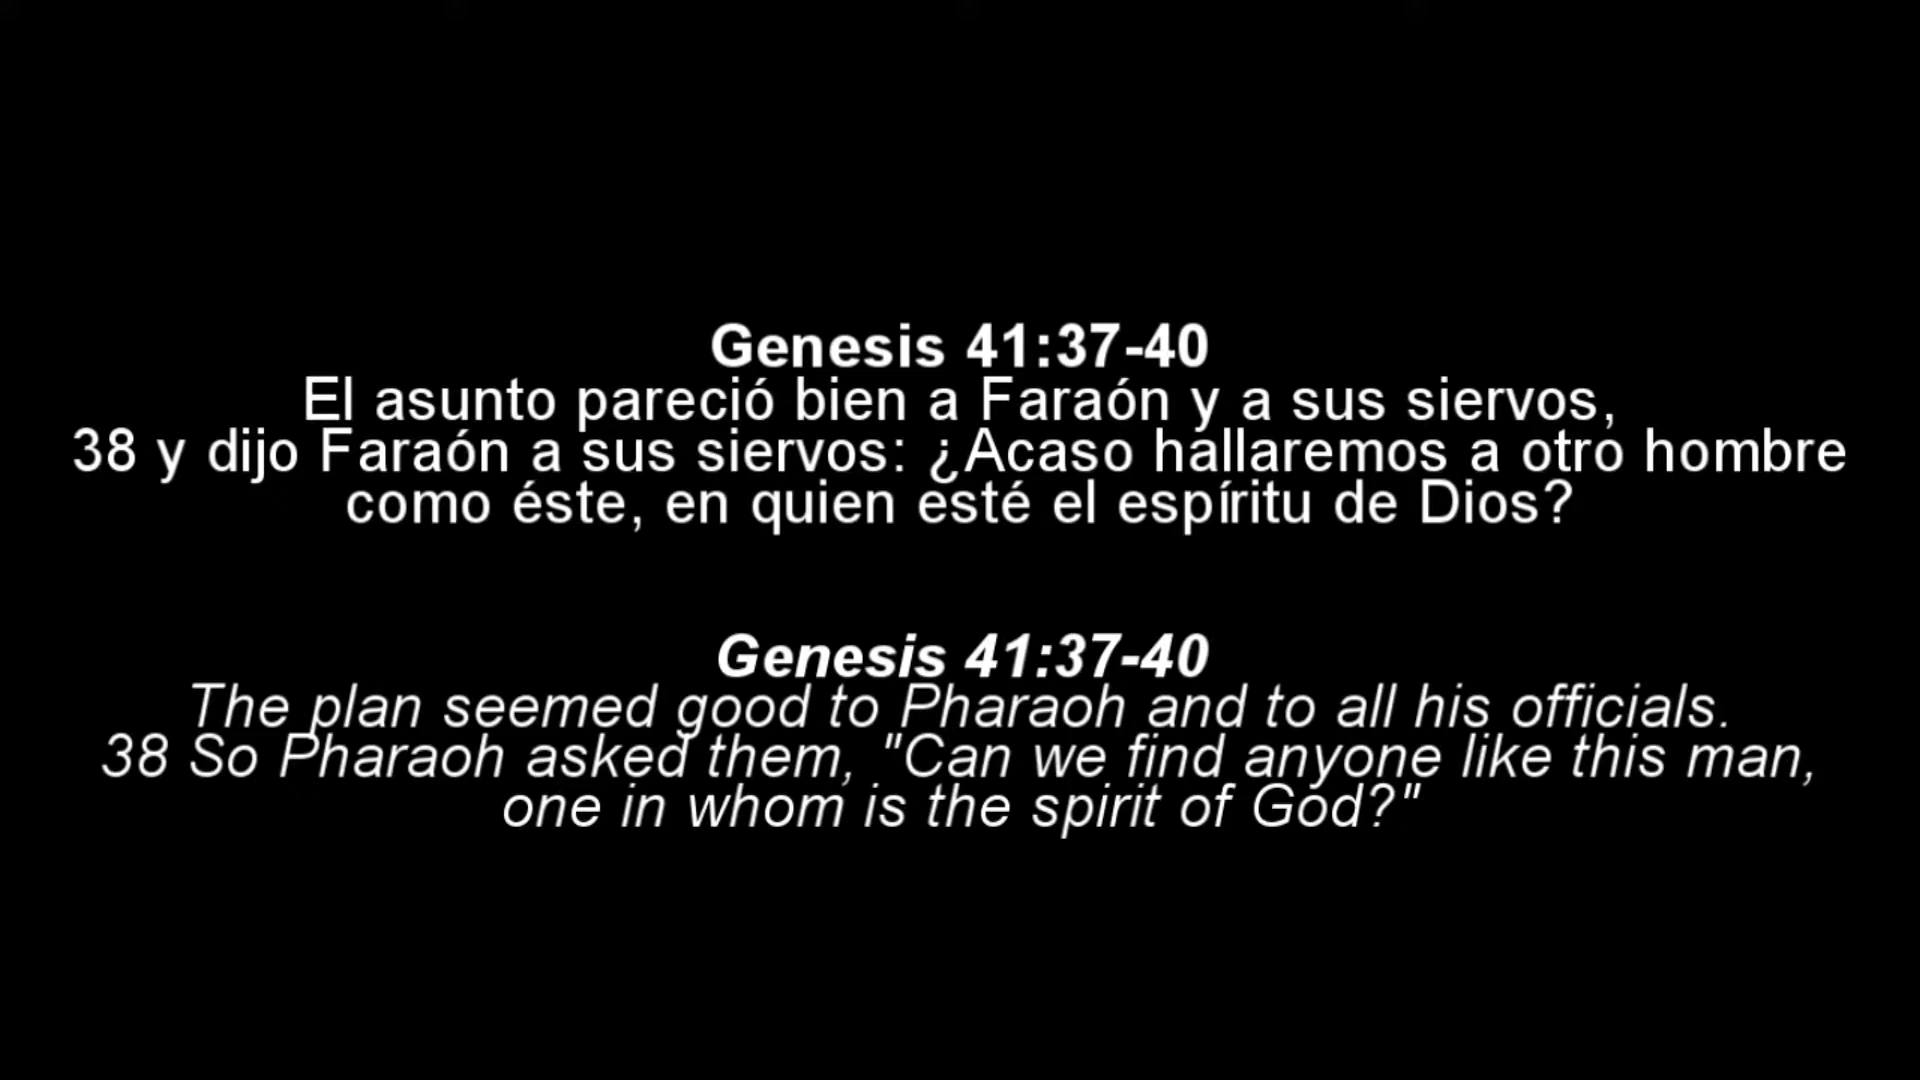 Genesis 41:37-40
El asunto pareció bien a Faraón y a sus siervos,
38 y dijo Faraón a sus siervos: ¿Acaso hallaremos a otro hombre
como éste, en quien esté el espíritu de Dios?
Genesis 41:37-40
The plan seemed good to Pharaoh and to all his officials.
38 So Pharaoh asked them, "Can we find anyone like this man,
one in whom is the spirit of God?"